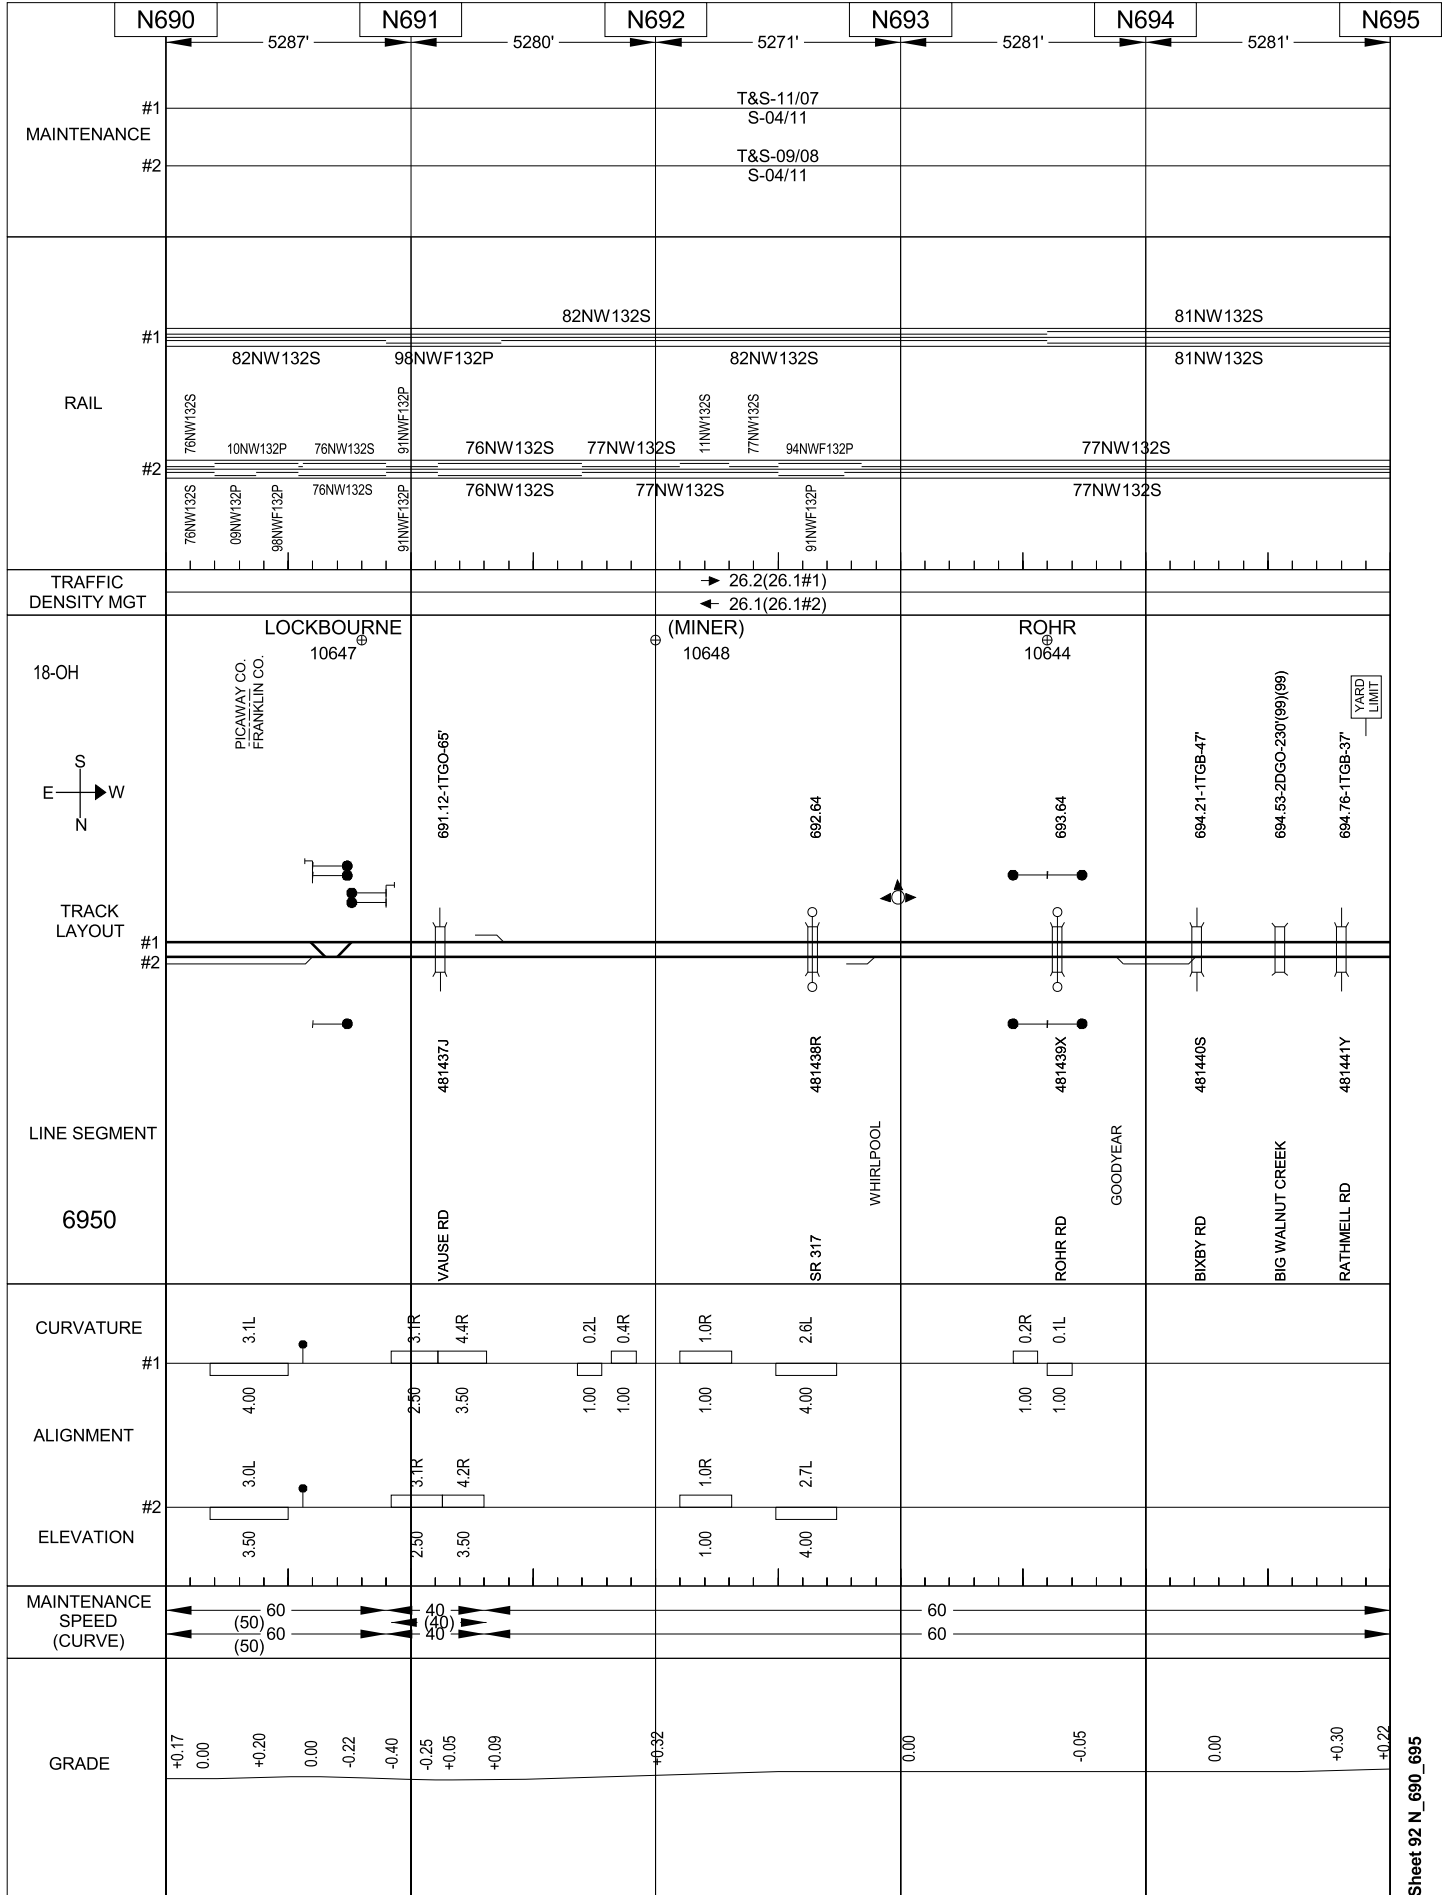 N690 N691 N692 N693 N694 N695
5287' 5280' 5271' 5281' 5281'
#1
T&S-11/07
S-04/11
MAINTENANCE
#2
T&S-09/08
S-04/11
82NW132S 81NW132S
#1
82NW132S 98NWF132P 82NW132S 81NW132S
RAIL
76NW132S 10NW132P 76NW132S 91NWF132P 76NW132S 77NW132S 11NW132S 77NW132S 94NWF132P 77NW132S
#2
76NW132S 09NW132P 98NWF132P 76NW132S 91NWF132P 76NW132S 77NW132S 91NWF132P 77NW132S
TRAFFIC
DENSITY MGT
26.2(26.1#1)
26.1(26.1#2)
LOCKBOURNE (MINER) ROHR
10647 10648 10644
18-OH
PICAWAY CO.
FRANKLIN CO.
YARD
LIMIT
S
E W
N
691.12-1TGO-65' 692.64 693.64 694.21-1TGB-47' 694.53-2DGO-230'(99)(99) 694.76-1TGB-37'
TRACK
LAYOUT
#1
#2
481437J 481438R 481439X 481440S 481441Y
LINE SEGMENT
6950
WHIRLPOOL GOODYEAR
VAUSE RD SR 317 ROHR RD BIXBY RD BIG WALNUT CREEK RATHMELL RD
CURVATURE
3.1L 3.1R 4.4R 0.2L 0.4R 1.0R 2.6L 0.2R 0.1L
#1
4.00 2.50 3.50 1.00 1.00 1.00 4.00 1.00 1.00
ALIGNMENT
3.0L 3.1R 4.2R 1.0R 2.7L
#2
ELEVATION
3.50 2.50 3.50 1.00 4.00
MAINTENANCE
SPEED
(CURVE)
60 40 60
(50) (40)
60 40 60
(50)
GRADE
+0.17 0.00 +0.20 0.00 -0.22 -0.40 -0.25 +0.05 +0.09 +0.32 0.00 -0.05 0.00 +0.30 +0.22
Sheet 92 N_690_695